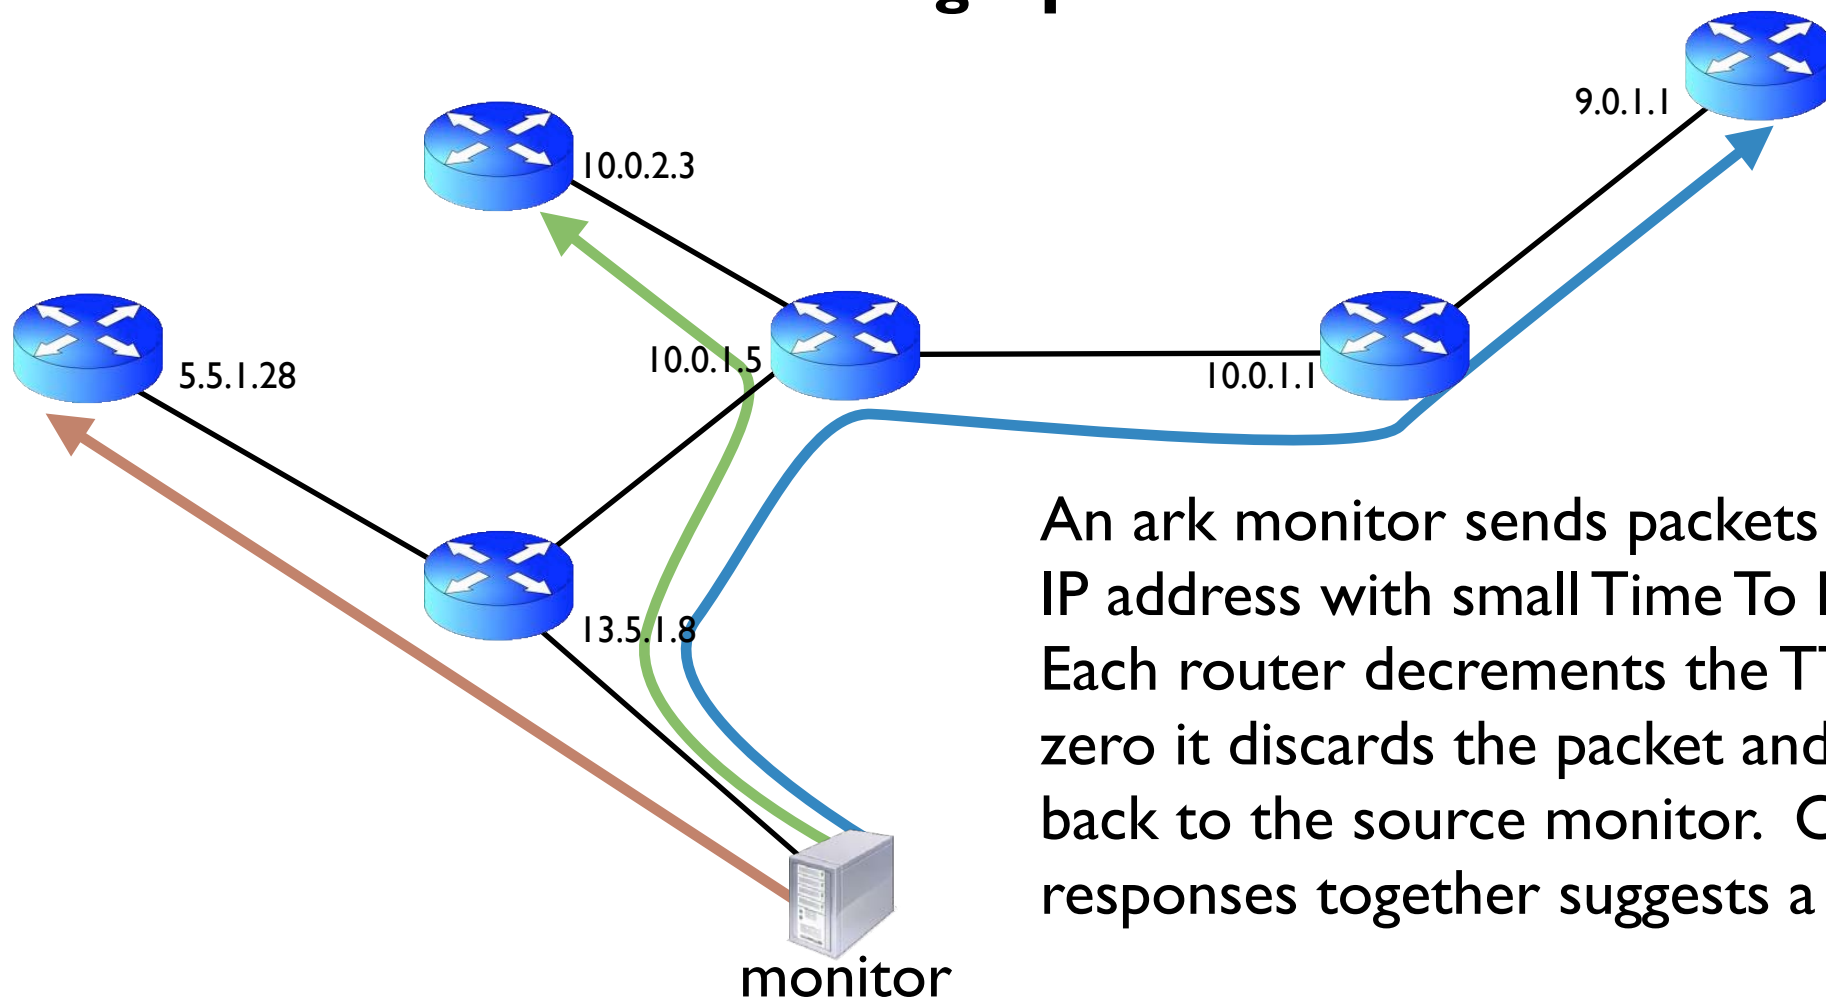 9.0.1.1
10.0.2.3
10.0.1.5
5.5.1.28
10.0.1.1
13.5.1.8
An ark monitor sends packets
IP address with small Time To
Each router decrements the
zero it discards the packet and
back to the source monitor.
responses together suggests a
monitor